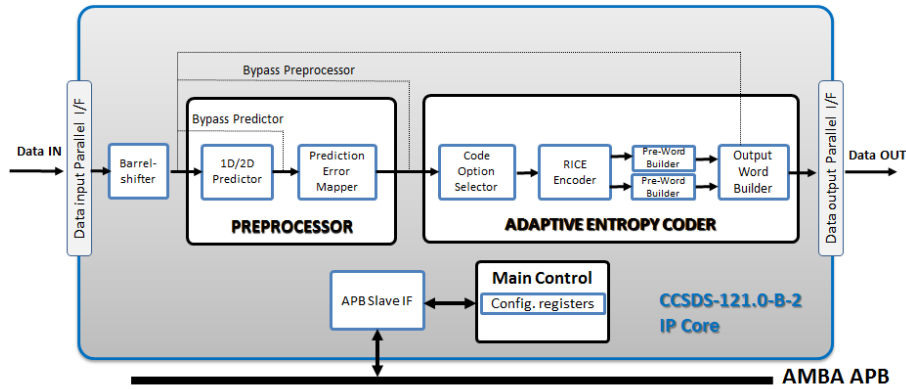 Bypass Preprocessor
Bypass Predictor
Data IN
Data input Parallel I/F
Barrel-
shifter
1D/2D
Predictor
Prediction
Error
Mapper
PREPROCESSOR
Code
Option
Selector
RICE
Encoder
Pre-Word
Builder
Pre-Word
Builder
Output
Word
Builder
ADAPTIVE ENTROPY CODER
Data output Parallel I/F
Data OUT
APB Slave IF
Main Control
Config. registers
CCSDS-121.0-B-2
IP Core
AMBA APB